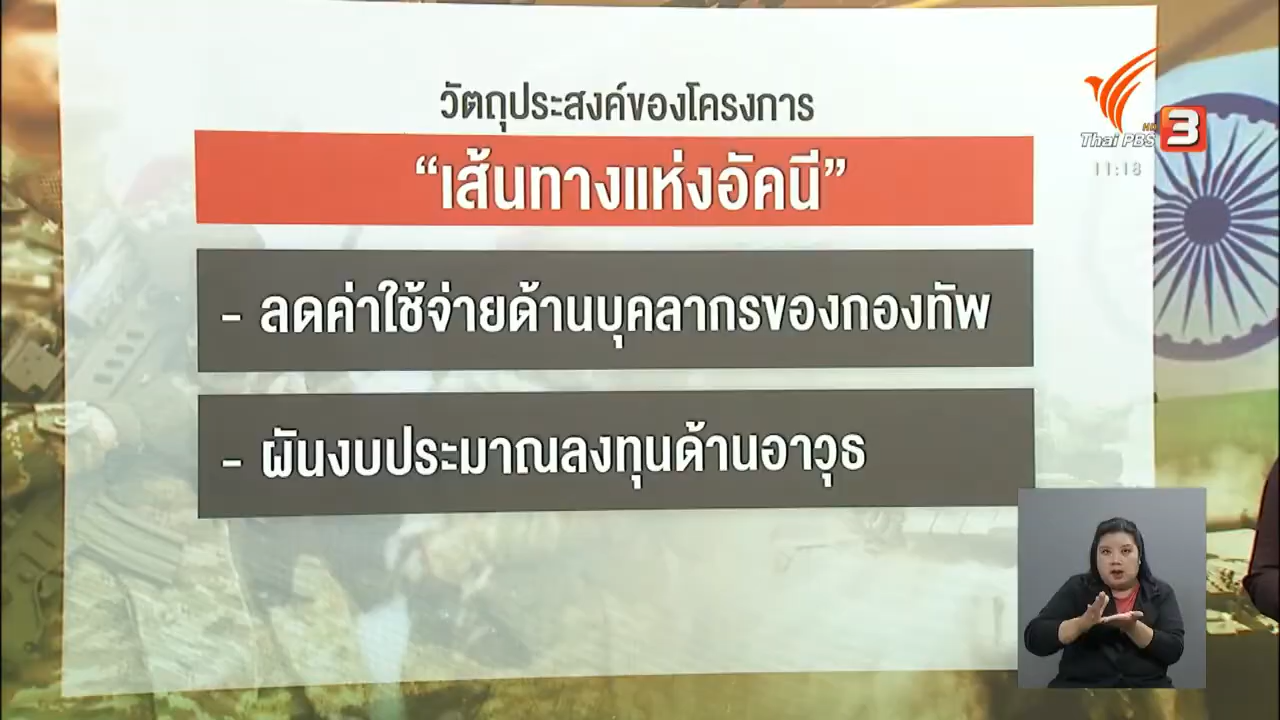 วัตถุประสงค์ของโครงการ
“เส้นทางแห่งอัคนี”
- ลดค่าใช้จ่ายด้านบุคลากรของกองทัพ
- ผันงบประมาณลงทุนด้านอาวุธ
Thai PBS HD 3
11:18